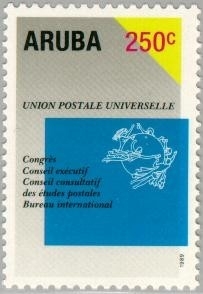 ARUBA 250c
UNION POSTALE UNIVERSELLE
Congrès
Conseil exécutif
Conseil consultatif
des études postales
Bureau international
1989